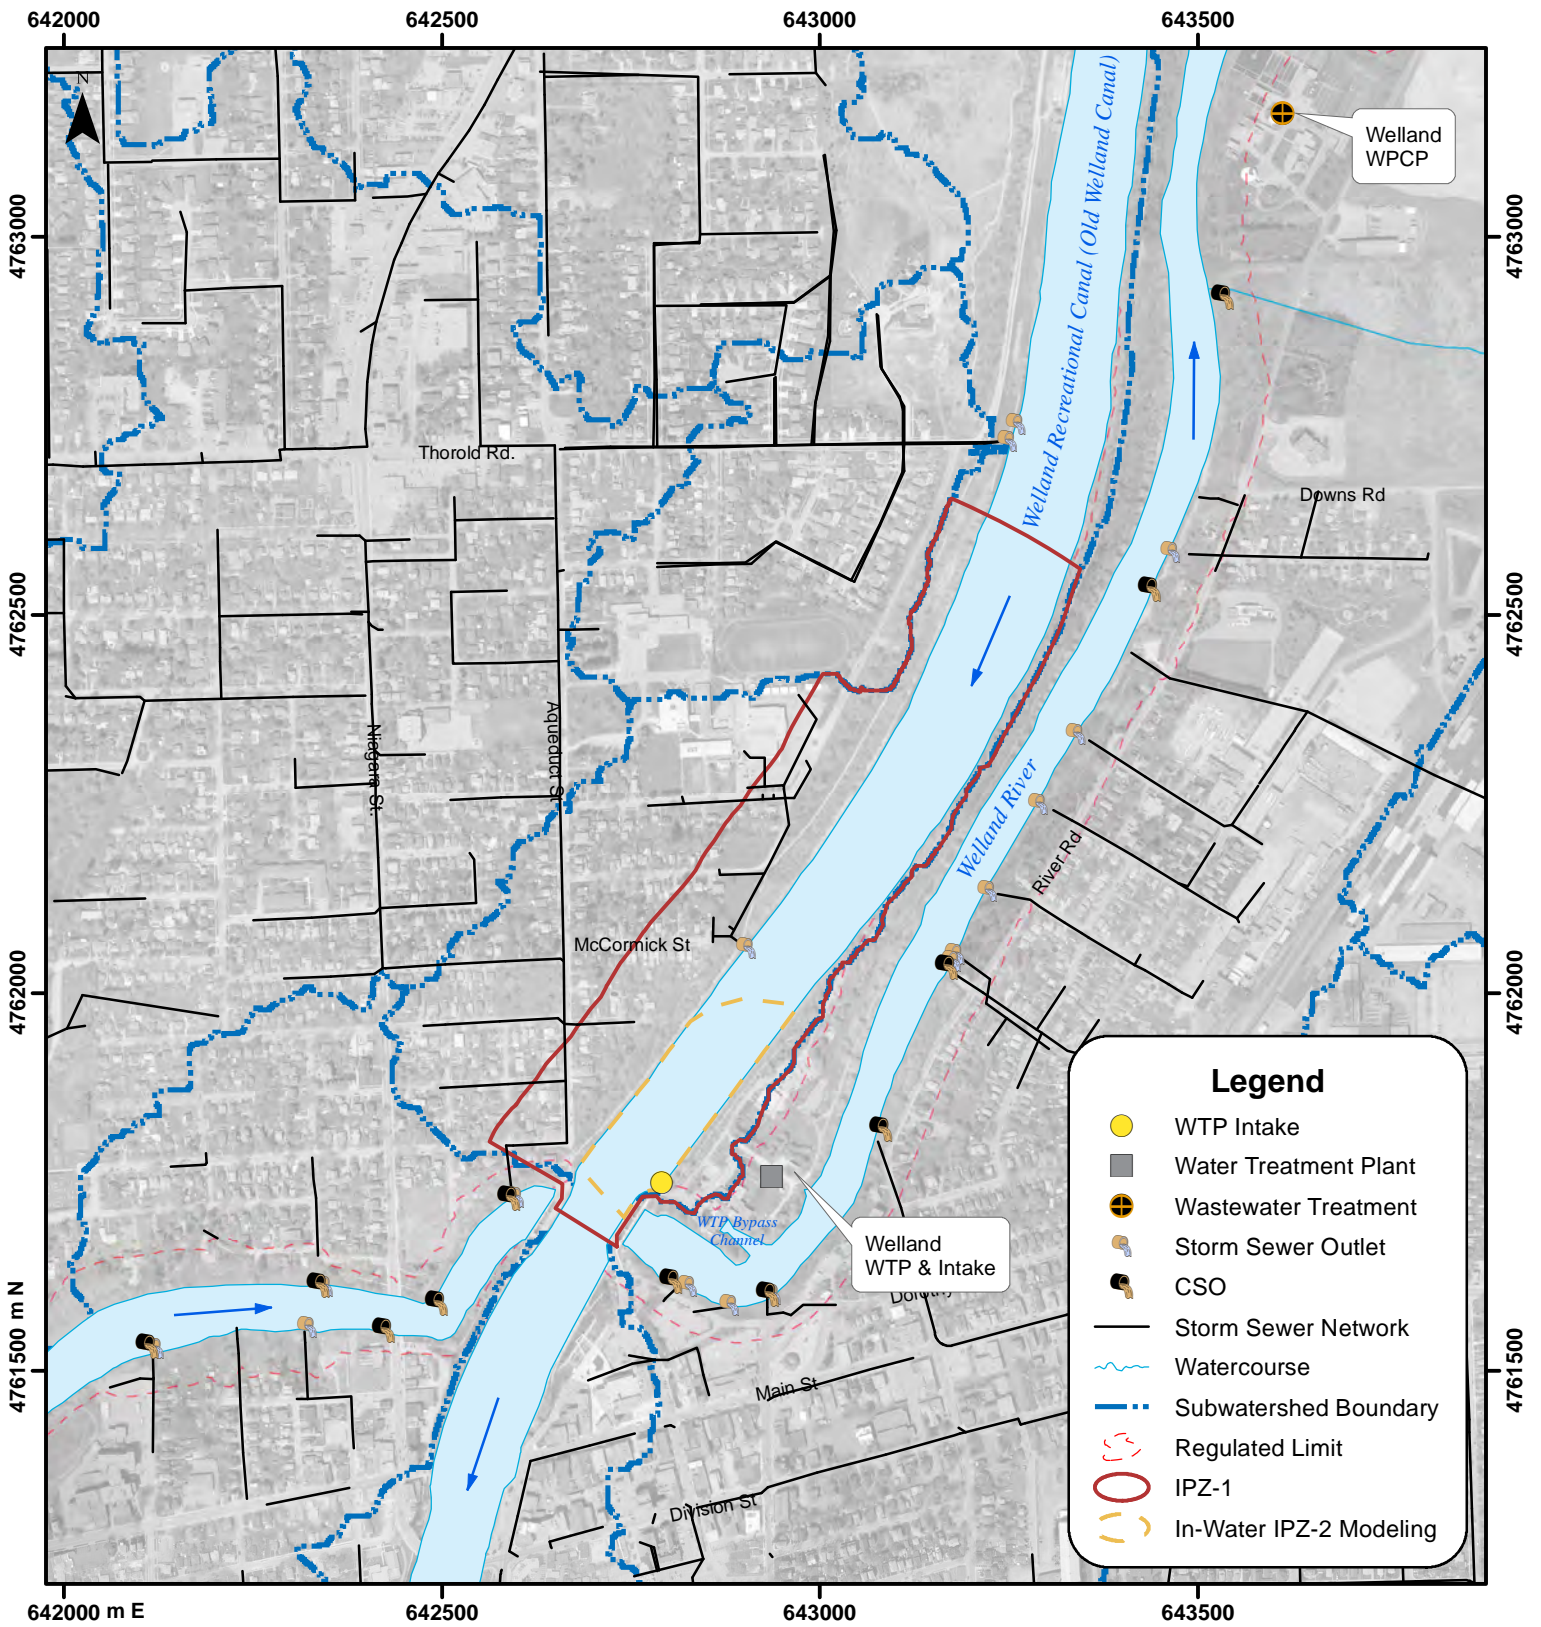 642000
642500
643000
643500
N
Welland
WPCP
4763000
4763000
Welland Recreational Canal (Old Welland Canal)
Thorold Rd.
Downs Rd
4762500
4762500
Niagara St.
Aqueduct St
Welland River
River Rd
McCormick St
4762000
4762000
WTP Bypass
Channel
Welland
WTP & Intake
Dorothy
4761500 m N
4761500
Main St
Division St
Legend
WTP Intake
Water Treatment Plant
Wastewater Treatment
Storm Sewer Outlet
CSO
Storm Sewer Network
Watercourse
Subwatershed Boundary
Regulated Limit
IPZ-1
In-Water IPZ-2 Modeling
642000 m E
642500
643000
643500